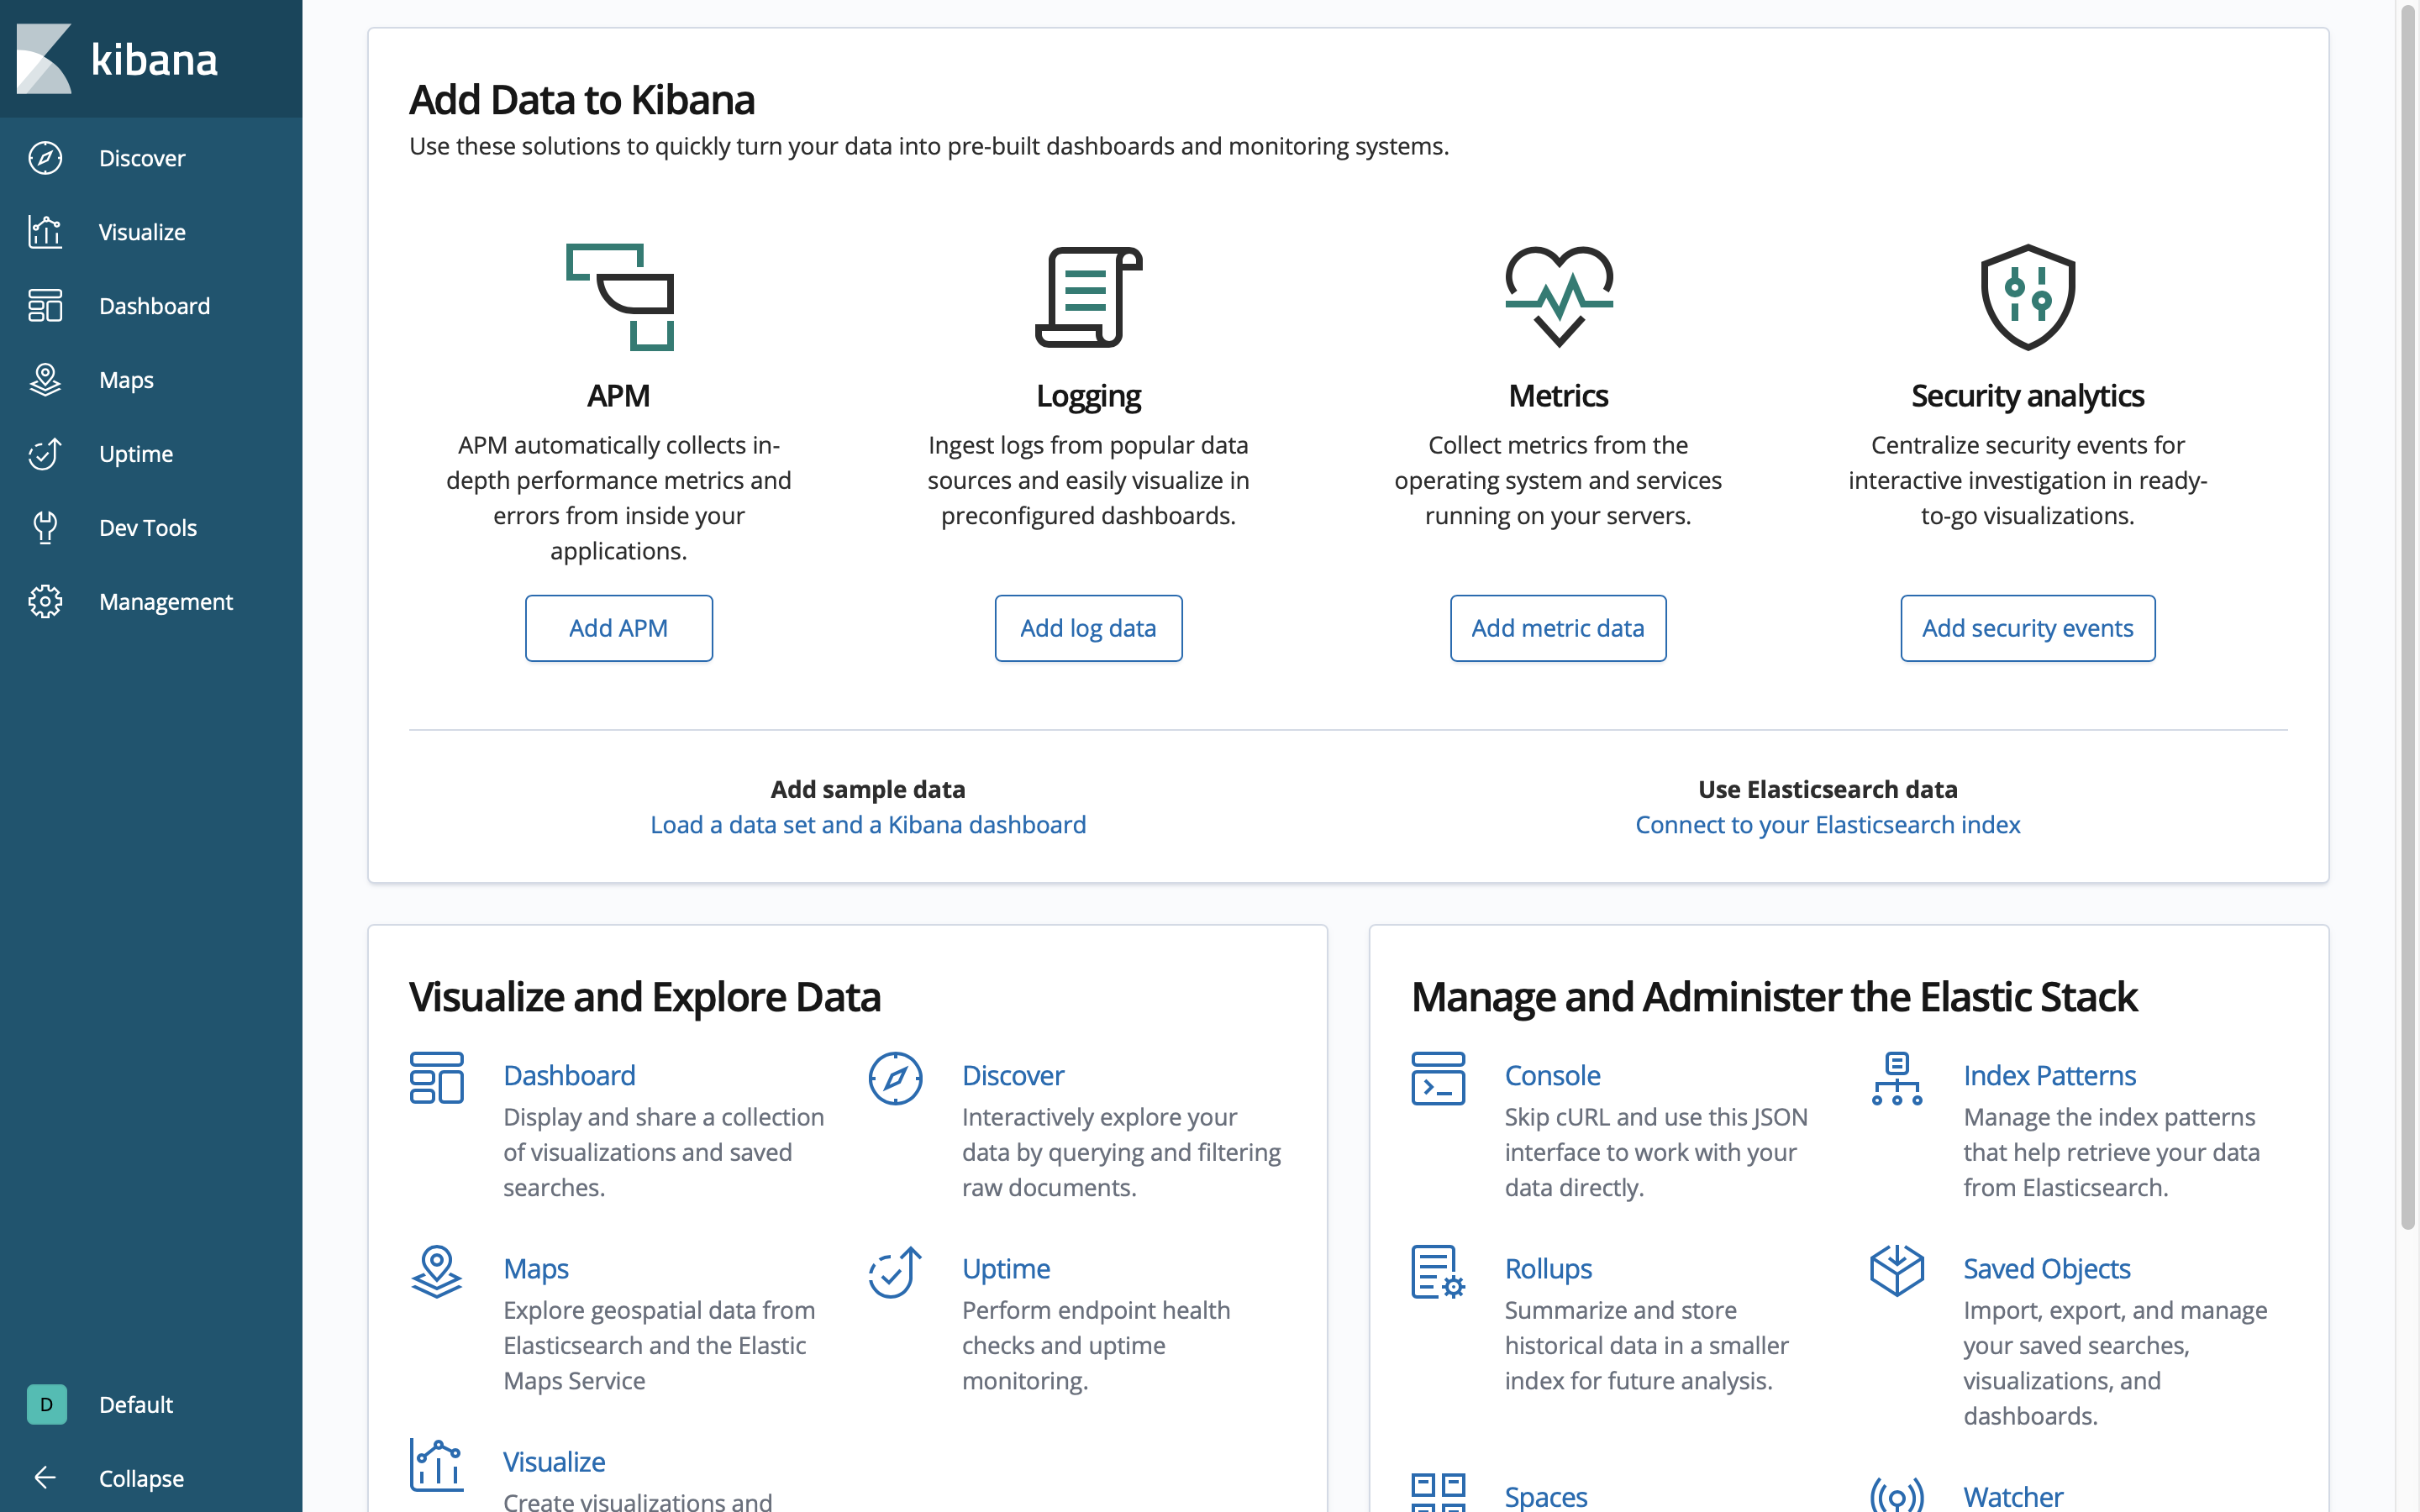 kibana
Discover
Visualize
Dashboard
Maps
Uptime
Dev Tools
Management
D
Default
Collapse
Add Data to Kibana
Use these solutions to quickly turn your data into pre-built dashboards and monitoring systems.
APM
APM automatically collects in-
depth performance metrics and
errors from inside your
applications.
Add APM
Logging
Ingest logs from popular data
sources and easily visualize in
preconfigured dashboards.
Add log data
Metrics
Collect metrics from the
operating system and services
running on your servers.
Add metric data
Security analytics
Centralize security events for
interactive investigation in ready-
to-go visualizations.
Add security events
Add sample data
Load a data set and a Kibana dashboard
Use Elasticsearch data
Connect to your Elasticsearch index
Visualize and Explore Data
Dashboard
Display and share a collection
of visualizations and saved
searches.
Discover
Interactively explore your
data by querying and filtering
raw documents.
Maps
Explore geospatial data from
Elasticsearch and the Elastic
Maps Service
Uptime
Perform endpoint health
checks and uptime
monitoring.
Visualize
Create visualizations and
Manage and Administer the Elastic Stack
Console
Skip cURL and use this JSON
interface to work with your
data directly.
Index Patterns
Manage the index patterns
that help retrieve your data
from Elasticsearch.
Rollups
Summarize and store
historical data in a smaller
index for future analysis.
Saved Objects
Import, export, and manage
your saved searches,
visualizations, and
dashboards.
Spaces
Watcher